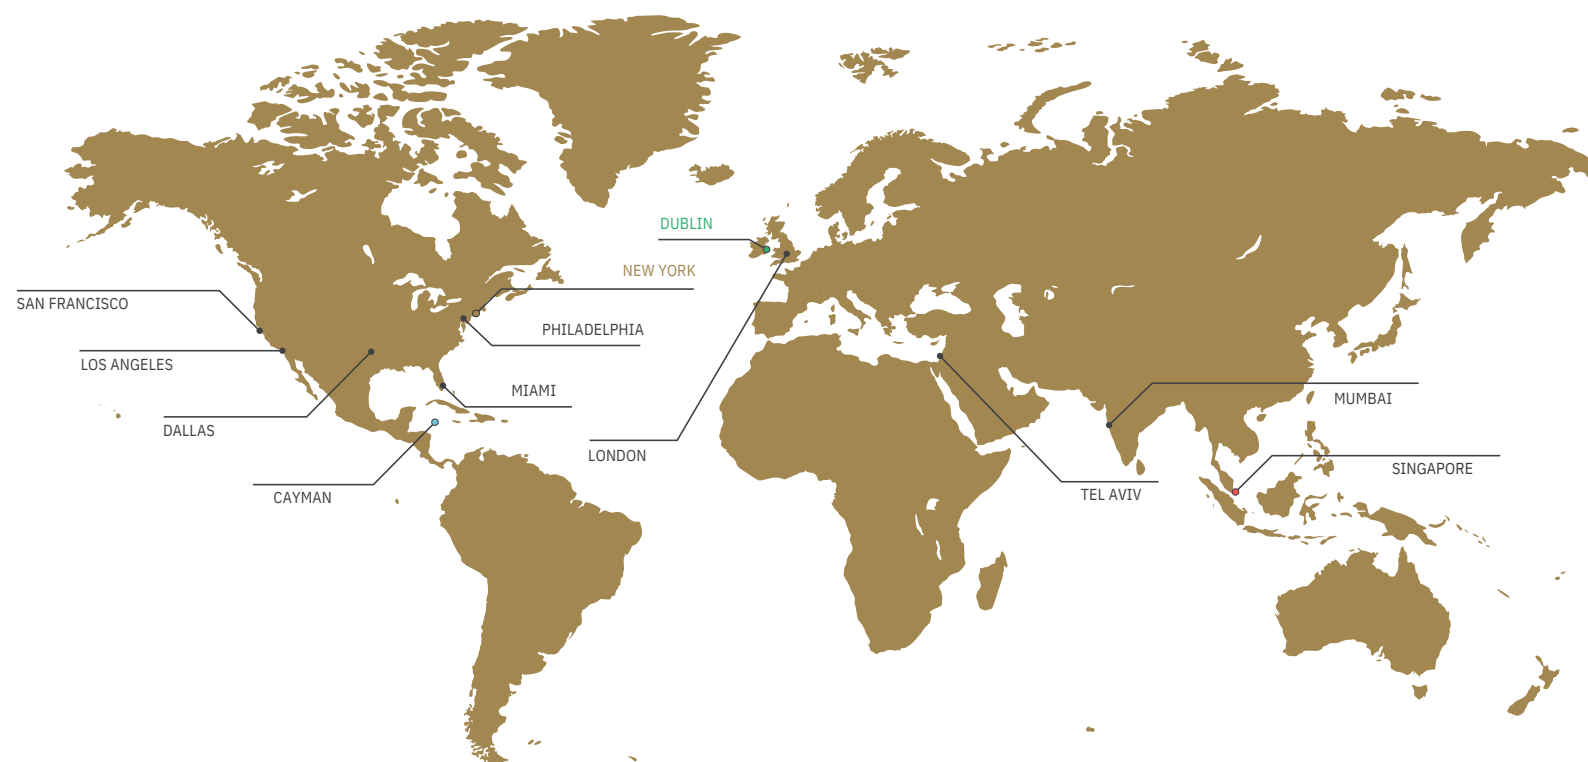 DUBLIN
NEW YORK
SAN FRANCISCO
PHILADELPHIA
LOS ANGELES
MIAMI
MUMBAI
DALLAS
LONDON
SINGAPORE
CAYMAN
TEL AVIV